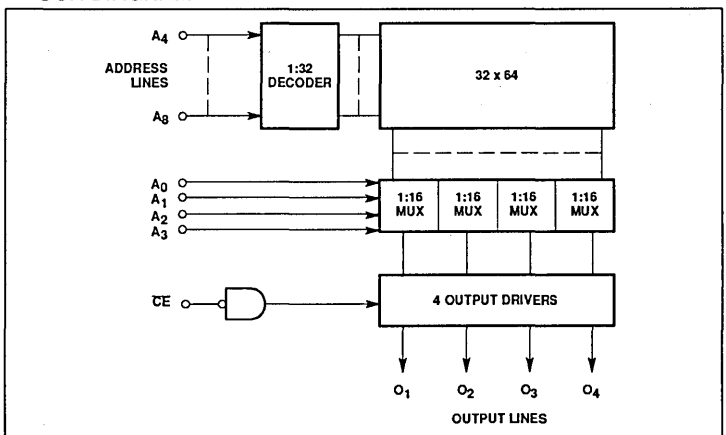 A4
ADDRESS LINES
A8
1:32 DECODER
32 x 64
A0
A1
A2
A3
1:16 MUX
1:16 MUX
1:16 MUX
1:16 MUX
CE
4 OUTPUT DRIVERS
O1
O2
O3
O4
OUTPUT LINES